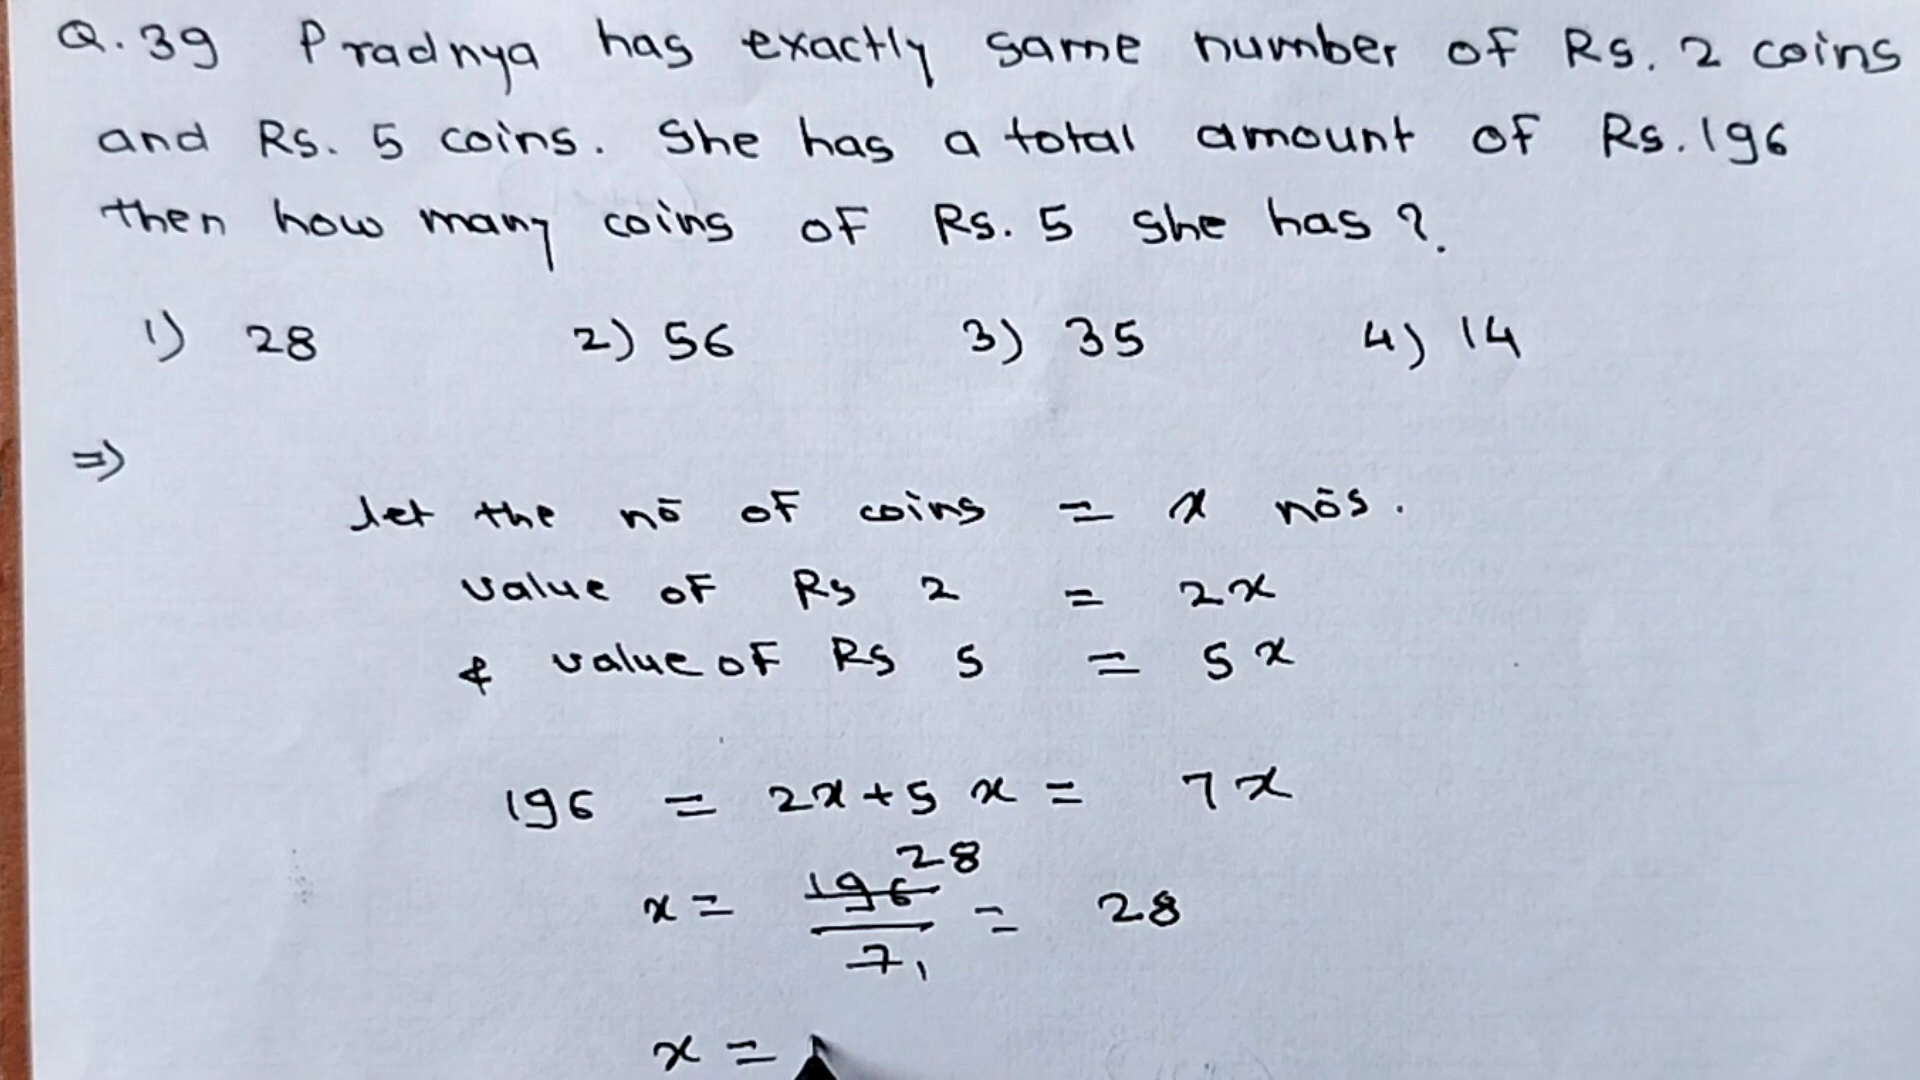 Q.39 Pradnya has exactly same number of Rs. 2 coins
and Rs. 5 coins. She has a total amount of Rs.196
then how many coins of Rs. 5 she has ?
1) 28 2) 56 3) 35 4) 14
=>
let the nō of coins = x nōs.
value of Rs 2 = 2x
& value of Rs 5 = 5x
196 = 2x+5x = 7x
28
x = 196 = 28
7 1
x =